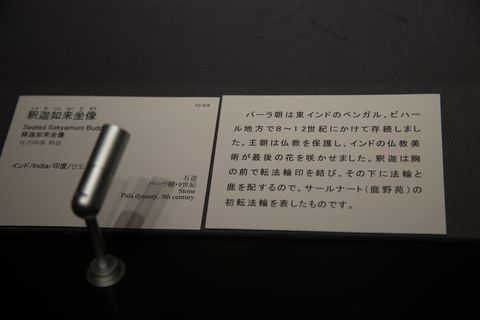 TC-418
しゃかにょらいざぞう
釈迦如来坐像
Seated Sakyamuni Budd
釋迦如来坐像
석가여래 좌상
インド/India/印度/인도
石造
パーラ朝・9世紀
Stone
Pala dynasty, 9th century
パーラ朝は東インドのベンガル、ビハー
ル地方で8〜12世紀にかけて存続しまし
た。王朝は仏教を保護し、インドの仏教美
術が最後の花を咲かせました。釈迦は胸
の前で転法輪印を結び、その下に法輪と
鹿を配するので、サールナート(鹿野苑)の
初転法輪を表したものです。